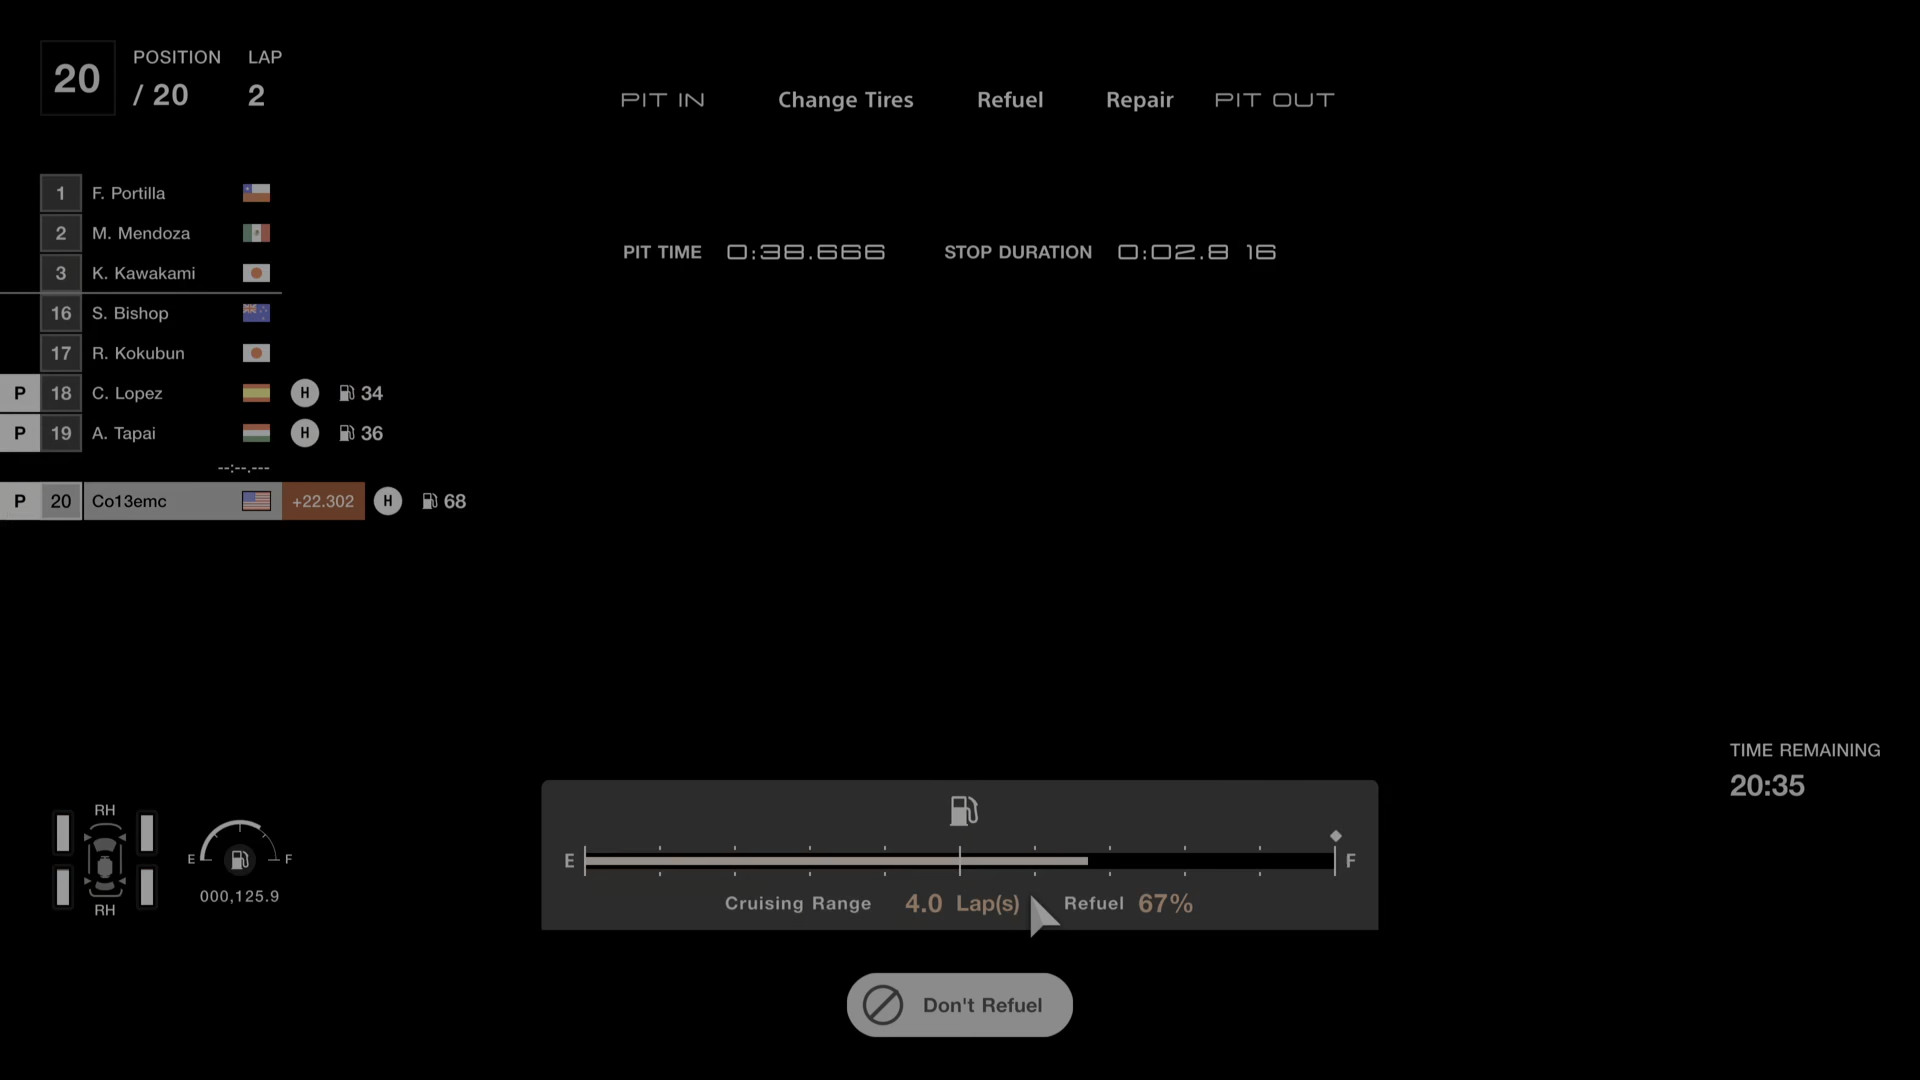 20 POSITION / 20 LAP 2
PIT IN Change Tires Refuel Repair PIT OUT
PIT TIME 0:38.666 STOP DURATION 0:02.8 16
1 F. Portilla
2 M. Mendoza
3 K. Kawakami
16 S. Bishop
17 R. Kokubun
P 18 C. Lopez H 34
P 19 A. Tapai H 36
--:--.---
P 20 Co13emc +22.302 H 68
TIME REMAINING
20:35
RH
RH
E F
000,125.9
E F
Cruising Range 4.0 Lap(s) Refuel 67%
Don't Refuel